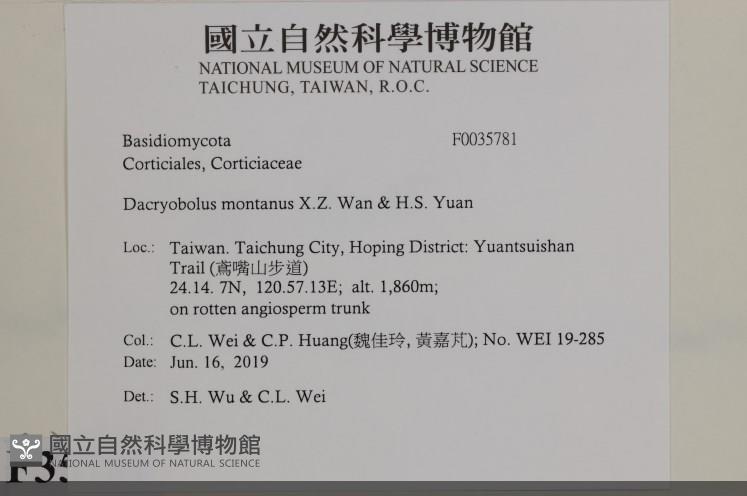 國立自然科學博物館
NATIONAL MUSEUM OF NATURAL SCIENCE
TAICHUNG, TAIWAN, R.O.C.
Basidiomycota F0035781
Corticiales, Corticiaceae
Dacryobolus montanus X.Z. Wan & H.S. Yuan
Loc.: Taiwan. Taichung City, Hoping District: Yuantsuishan
Trail (鳶嘴山步道)
24.14. 7N, 120.57.13E; alt. 1,860m;
on rotten angiosperm trunk
Col.: C.L. Wei & C.P. Huang(魏佳玲, 黃嘉芃); No. WEI 19-285
Date: Jun. 16, 2019
Det.: S.H. Wu & C.L. Wei
國立自然科學博物館
NATIONAL MUSEUM OF NATURAL SCIENCE